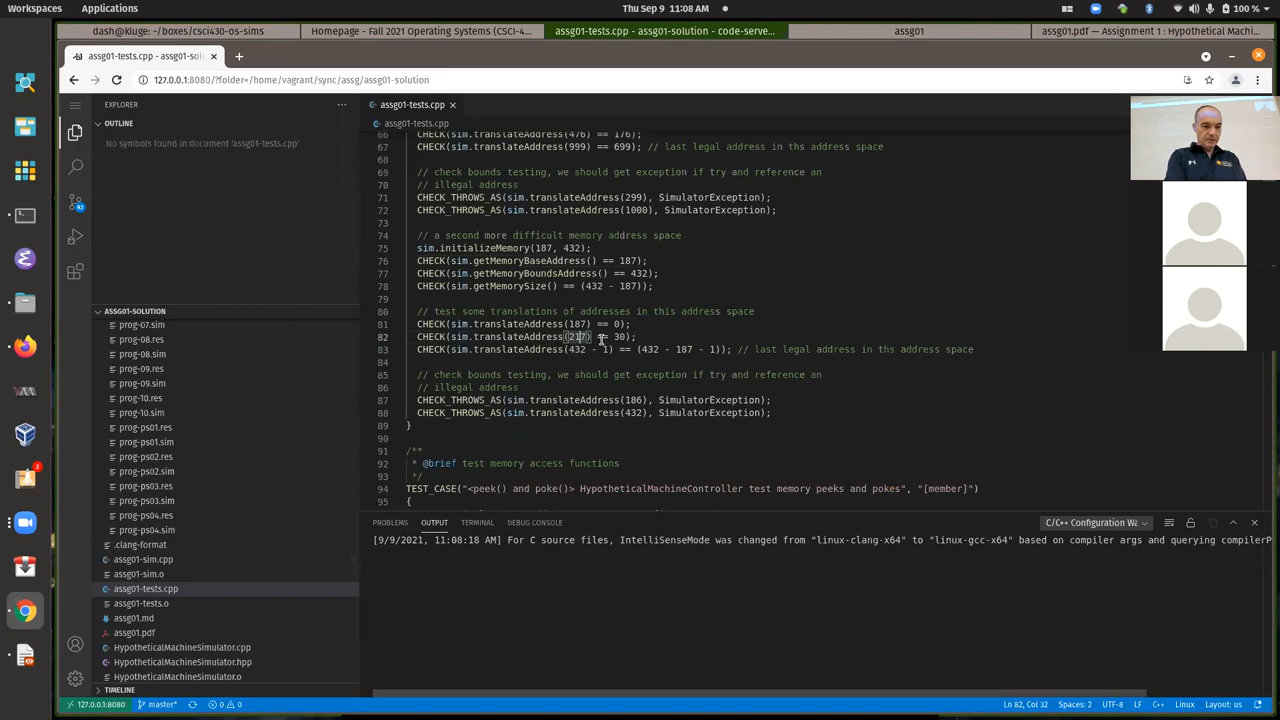 Workspaces Applications Thu Sep 9 11:08 AM 100 %
dash@kluge: ~/boxes/csci430-os-sims
Homepage - Fall 2021 Operating Systems (CSCI-4...
assg01-tests.cpp - assg01-solution - code-serve...
assg01
assg01.pdf — Assignment 1 : Hypothetical Machi...
assg01-tests.cpp - assg01-sol
127.0.0.1:8080/?folder=/home/vagrant/sync/assg/assg01-solution
EXPLORER
OUTLINE
No symbols found in document 'assg01-tests.cpp'
ASSG01-SOLUTION
prog-07.sim
prog-08.res
prog-08.sim
prog-09.res
prog-09.sim
prog-10.res
prog-10.sim
prog-ps01.res
prog-ps01.sim
prog-ps02.res
prog-ps02.sim
prog-ps03.res
prog-ps03.sim
prog-ps04.res
prog-ps04.sim
.clang-format
assg01-sim.cpp
assg01-sim.o
assg01-tests.cpp
assg01-tests.o
assg01.md
assg01.pdf
HypotheticalMachineSimulator.cpp
HypotheticalMachineSimulator.hpp
HypotheticalMachineSimulator.o
TIMELINE
92
2
assg01-tests.cpp
assg01-tests.cpp
66 CHECK(sim.translateAddress(476) == 176);
67 CHECK(sim.translateAddress(999) == 699); // last legal address in ths address space
68
69 // check bounds testing, we should get exception if try and reference an
70 // illegal address
71 CHECK_THROWS_AS(sim.translateAddress(299), SimulatorException);
72 CHECK_THROWS_AS(sim.translateAddress(1000), SimulatorException);
73
74 // a second more difficult memory address space
75 sim.initializeMemory(187, 432);
76 CHECK(sim.getMemoryBaseAddress() == 187);
77 CHECK(sim.getMemoryBoundsAddress() == 432);
78 CHECK(sim.getMemorySize() == (432 - 187));
79
80 // test some translations of addresses in this address space
81 CHECK(sim.translateAddress(187) == 0);
82 CHECK(sim.translateAddress(217) == 30);
83 CHECK(sim.translateAddress(432 - 1) == (432 - 187 - 1)); // last legal address in ths address space
84
85 // check bounds testing, we should get exception if try and reference an
86 // illegal address
87 CHECK_THROWS_AS(sim.translateAddress(186), SimulatorException);
88 CHECK_THROWS_AS(sim.translateAddress(432), SimulatorException);
89 }
90
91 /**
92 * @brief test memory access functions
93 */
94 TEST_CASE("<peek() and poke()> HypotheticalMachineController test memory peeks and pokes", "[member]")
95 {
PROBLEMS OUTPUT TERMINAL DEBUG CONSOLE C/C++ Configuration Wa
[9/9/2021, 11:08:18 AM] For C source files, IntelliSenseMode was changed from "linux-clang-x64" to "linux-gcc-x64" based on compiler args and querying compilerP
127.0.0.1:8080 master* 0 0 Ln 82, Col 32 Spaces: 2 UTF-8 LF C++ Linux Layout: us